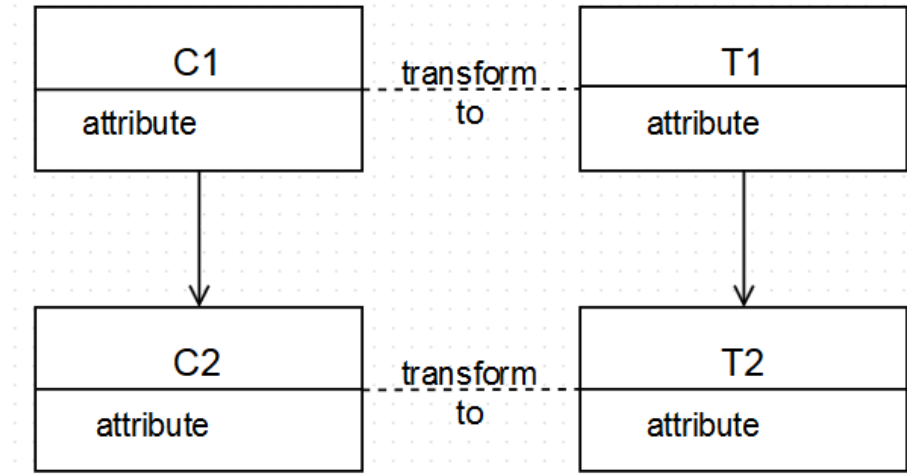 C1
transform
to
T1
attribute
attribute
C2
transform
to
T2
attribute
attribute